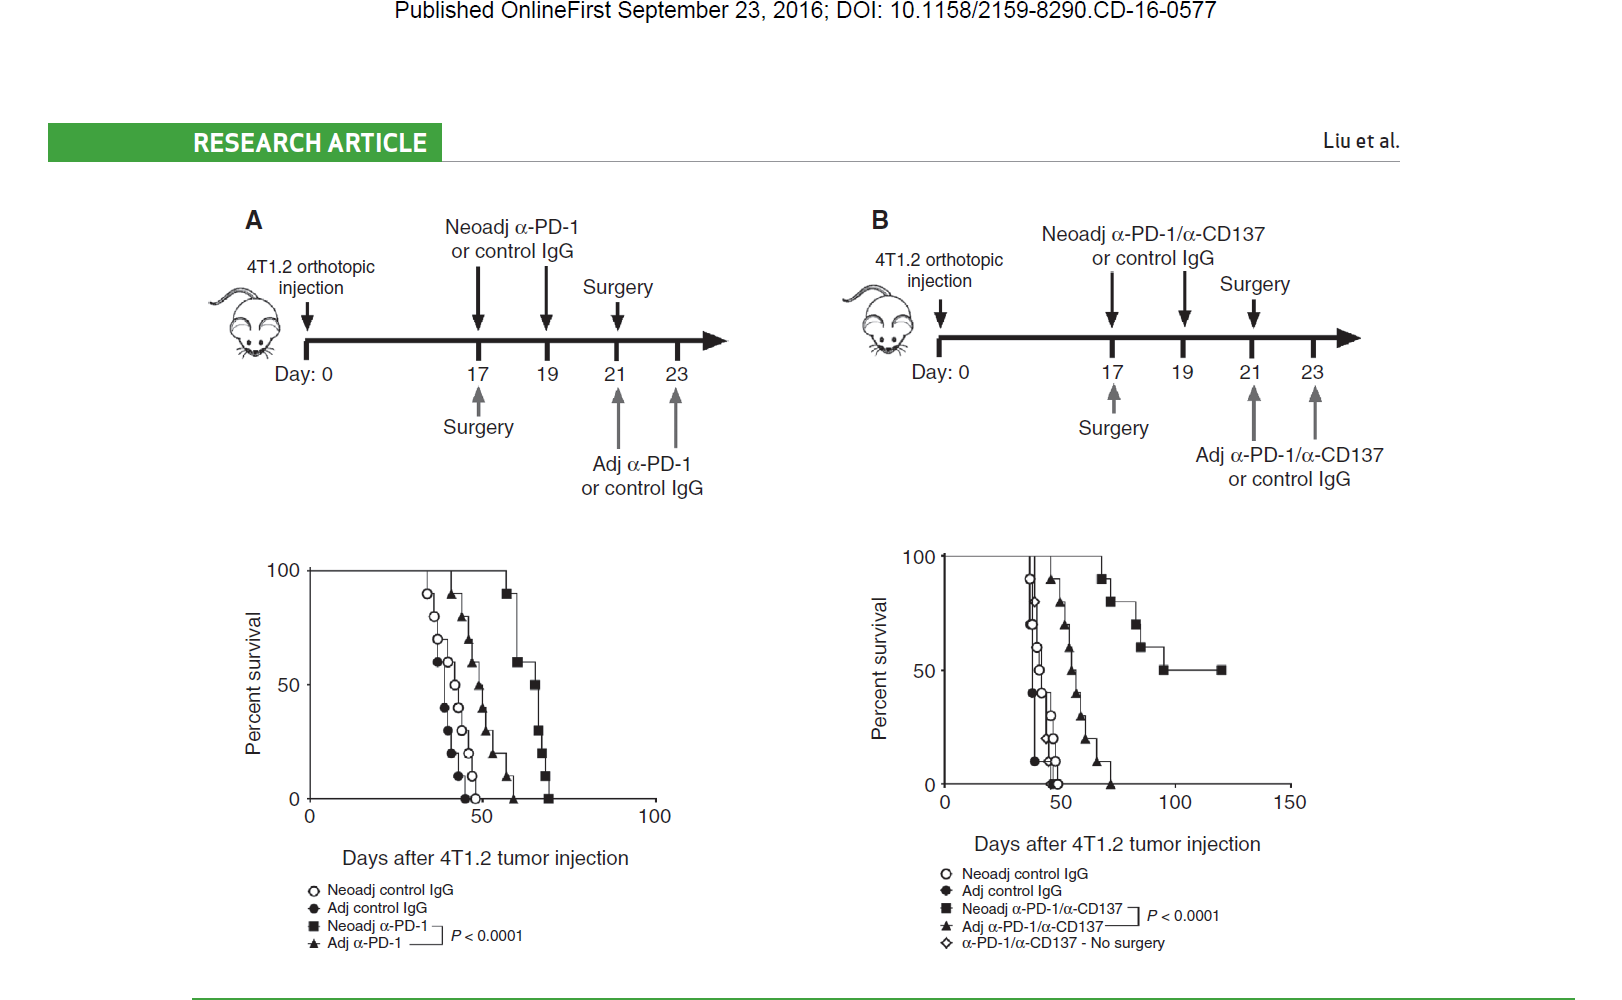 Published OnlineFirst September 23, 2016; DOI: 10.1158/2159-8290.CD-16-0577
RESEARCH ARTICLE
Liu et al.
A
Neoadj α-PD-1
or control IgG
4T1.2 orthotopic
injection
Surgery
Day: 0
17
19
21
23
Surgery
Adj α-PD-1
or control IgG
Percent survival
100
50
0
0
50
100
Days after 4T1.2 tumor injection
Neoadj control IgG
Adj control IgG
Neoadj α-PD-1
Adj α-PD-1
P < 0.0001
B
Neoadj α-PD-1/α-CD137
or control IgG
4T1.2 orthotopic
injection
Surgery
Day: 0
17
19
21
23
Surgery
Adj α-PD-1/α-CD137
or control IgG
Percent survival
100
50
0
0
50
100
150
Days after 4T1.2 tumor injection
Neoadj control IgG
Adj control IgG
Neoadj α-PD-1/α-CD137
Adj α-PD-1/α-CD137
P < 0.0001
α-PD-1/α-CD137 - No surgery